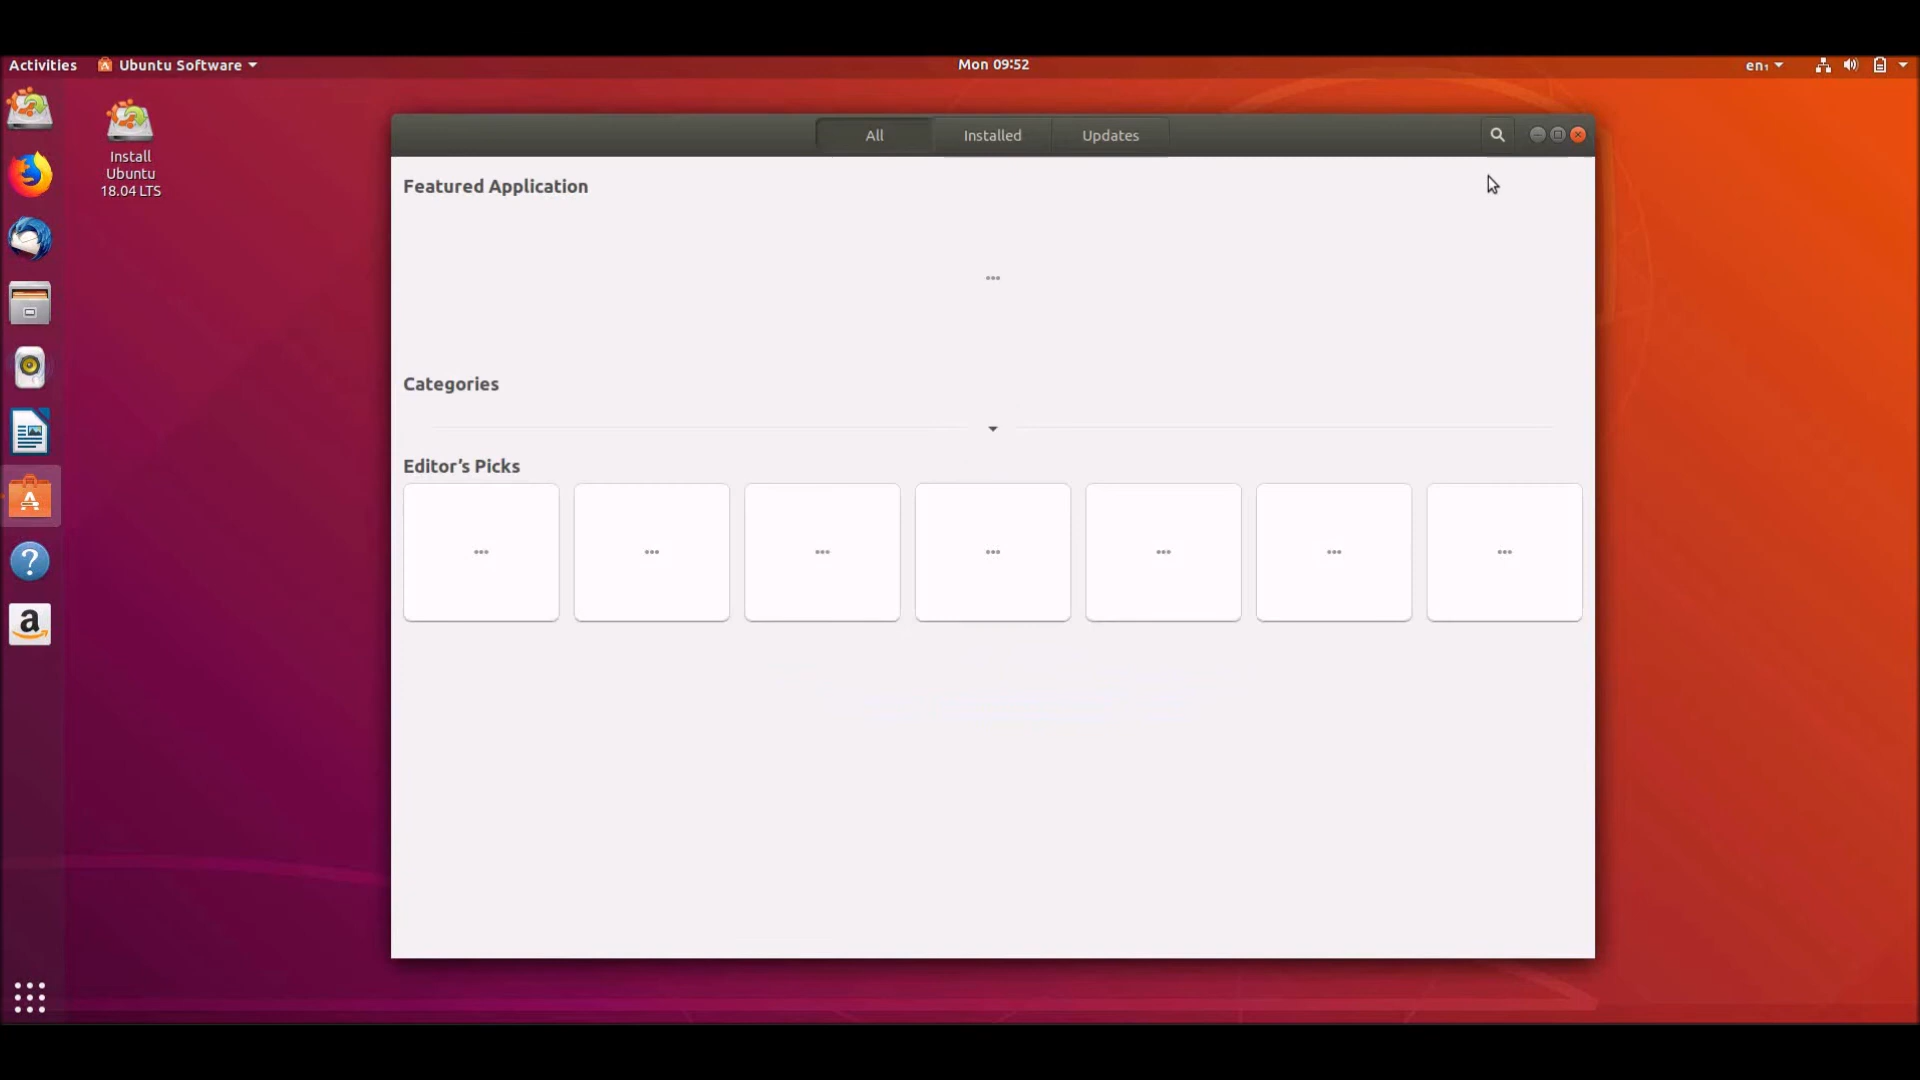 Activities
Ubuntu Software
Mon 09:52
en₁
Install
Ubuntu
18.04 LTS
All
Installed
Updates
Featured Application
...
Categories
Editor’s Picks
... ... ... ... ... ... ...